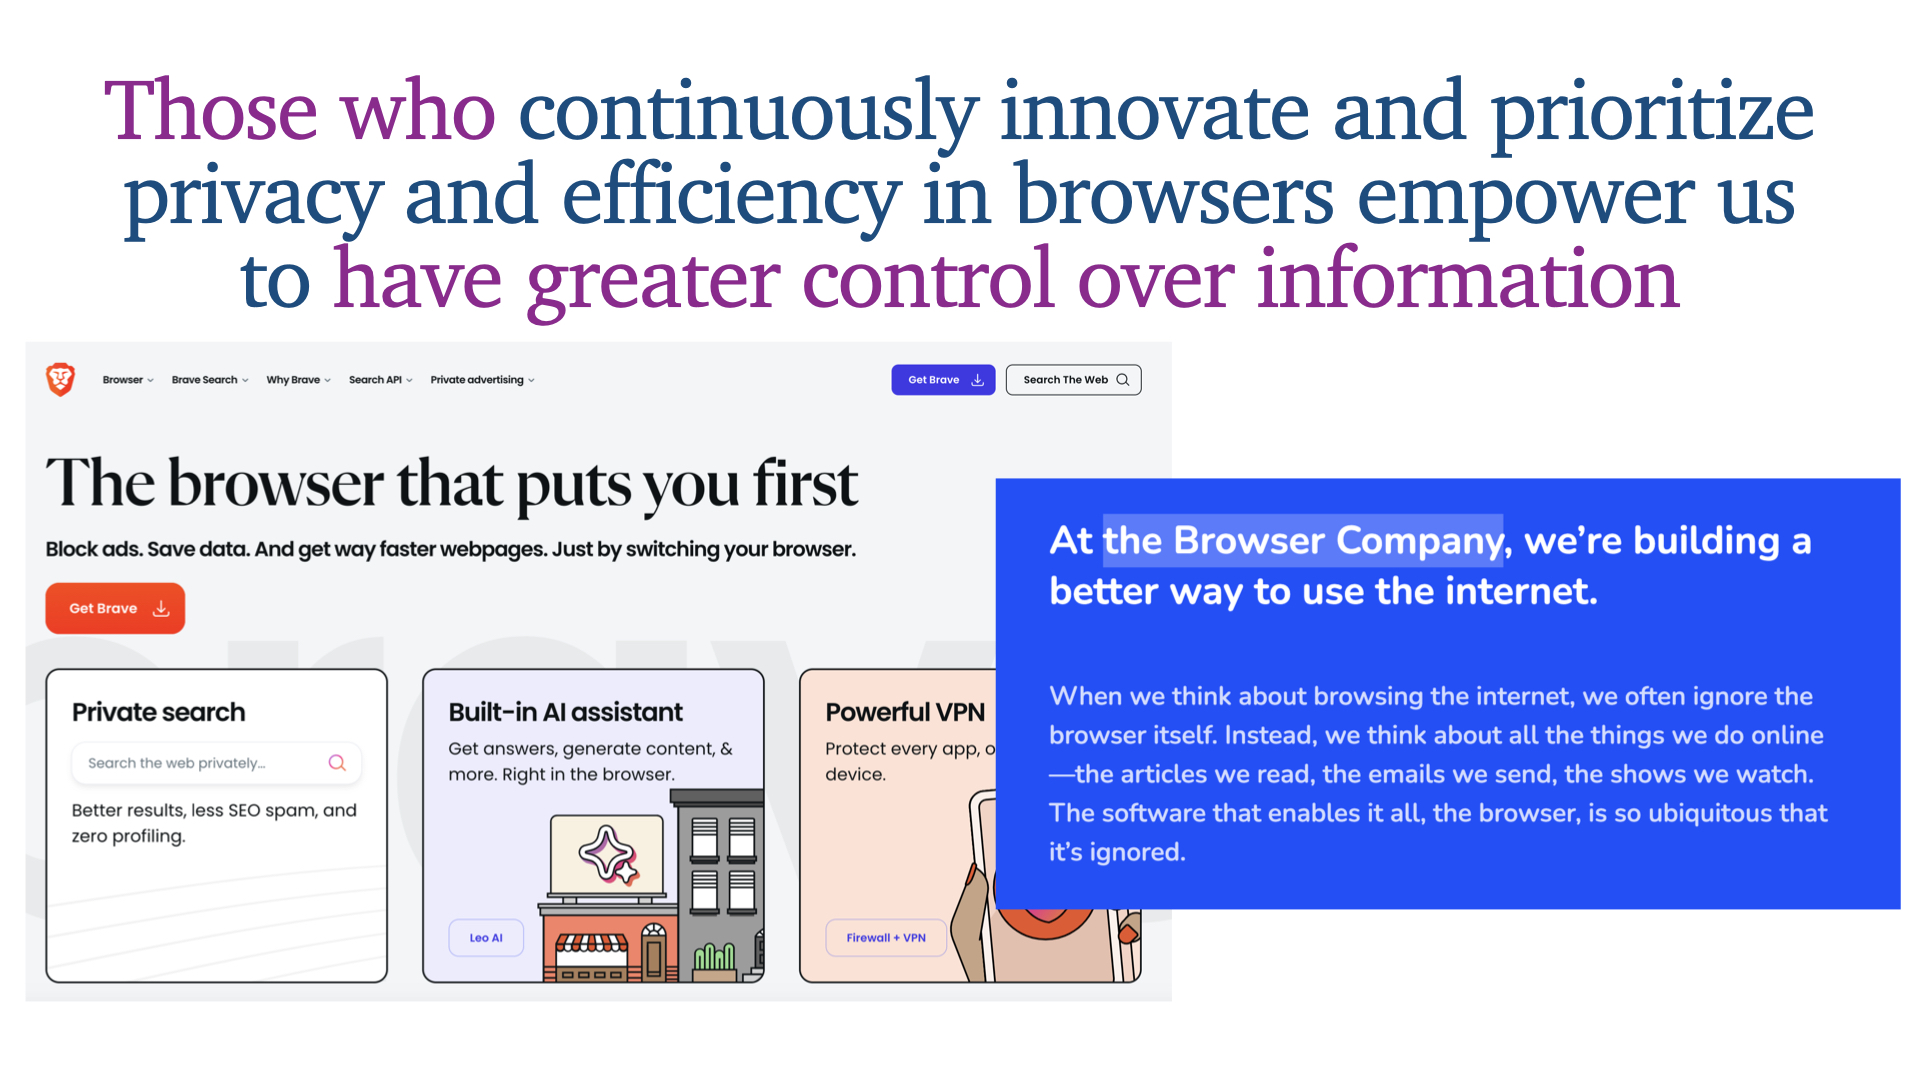 Those who continuously innovate and prioritize
privacy and efficiency in browsers empower us
to have greater control over information
Browser
Brave Search
Why Brave
Search API
Private advertising
Get Brave
Search The Web
The browser that puts you first
Block ads. Save data. And get way faster webpages. Just by switching your browser.
Get Brave
Private search
Search the web privately...
Better results, less SEO spam, and
zero profiling.
Built-in AI assistant
Get answers, generate content, &
more. Right in the browser.
Leo AI
Powerful VPN
Protect every app, o
device.
Firewall + VPN
At the Browser Company, we’re building a
better way to use the internet.
When we think about browsing the internet, we often ignore the
browser itself. Instead, we think about all the things we do online
—the articles we read, the emails we send, the shows we watch.
The software that enables it all, the browser, is so ubiquitous that
it’s ignored.